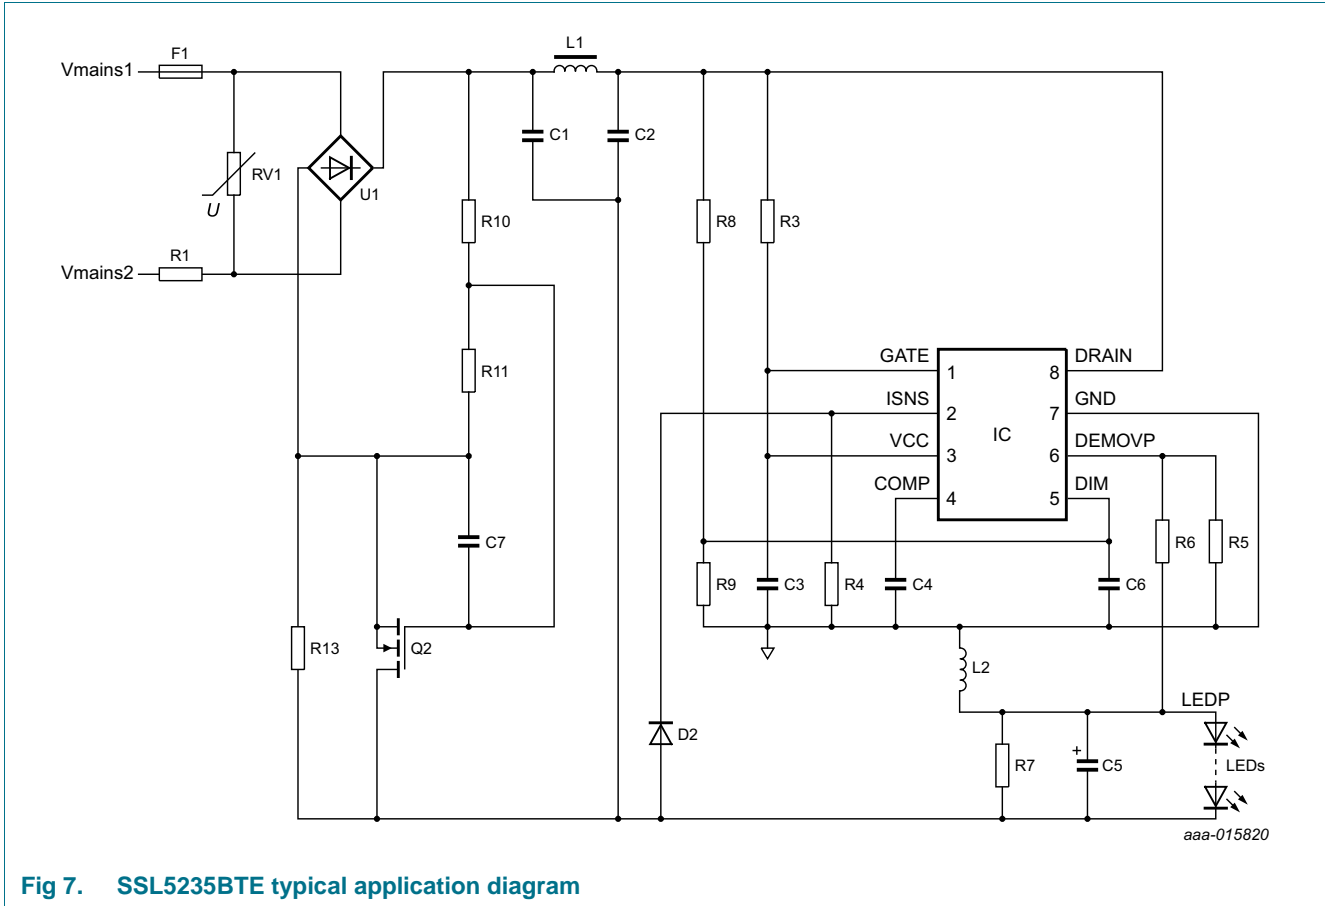 F1
L1
Vmains1
C1
C2
RV1
U
U1
R10
R8
R3
R1
Vmains2
R11
GATE
DRAIN
1
8
ISNS
GND
2
7
IC
VCC
DEMOVP
3
6
COMP
DIM
4
5
C7
R6
R5
R9
C3
R4
C4
C6
R13
Q2
L2
LEDP
D2
R7
+
C5
LEDs
aaa-015820
Fig 7. SSL5235BTE typical application diagram